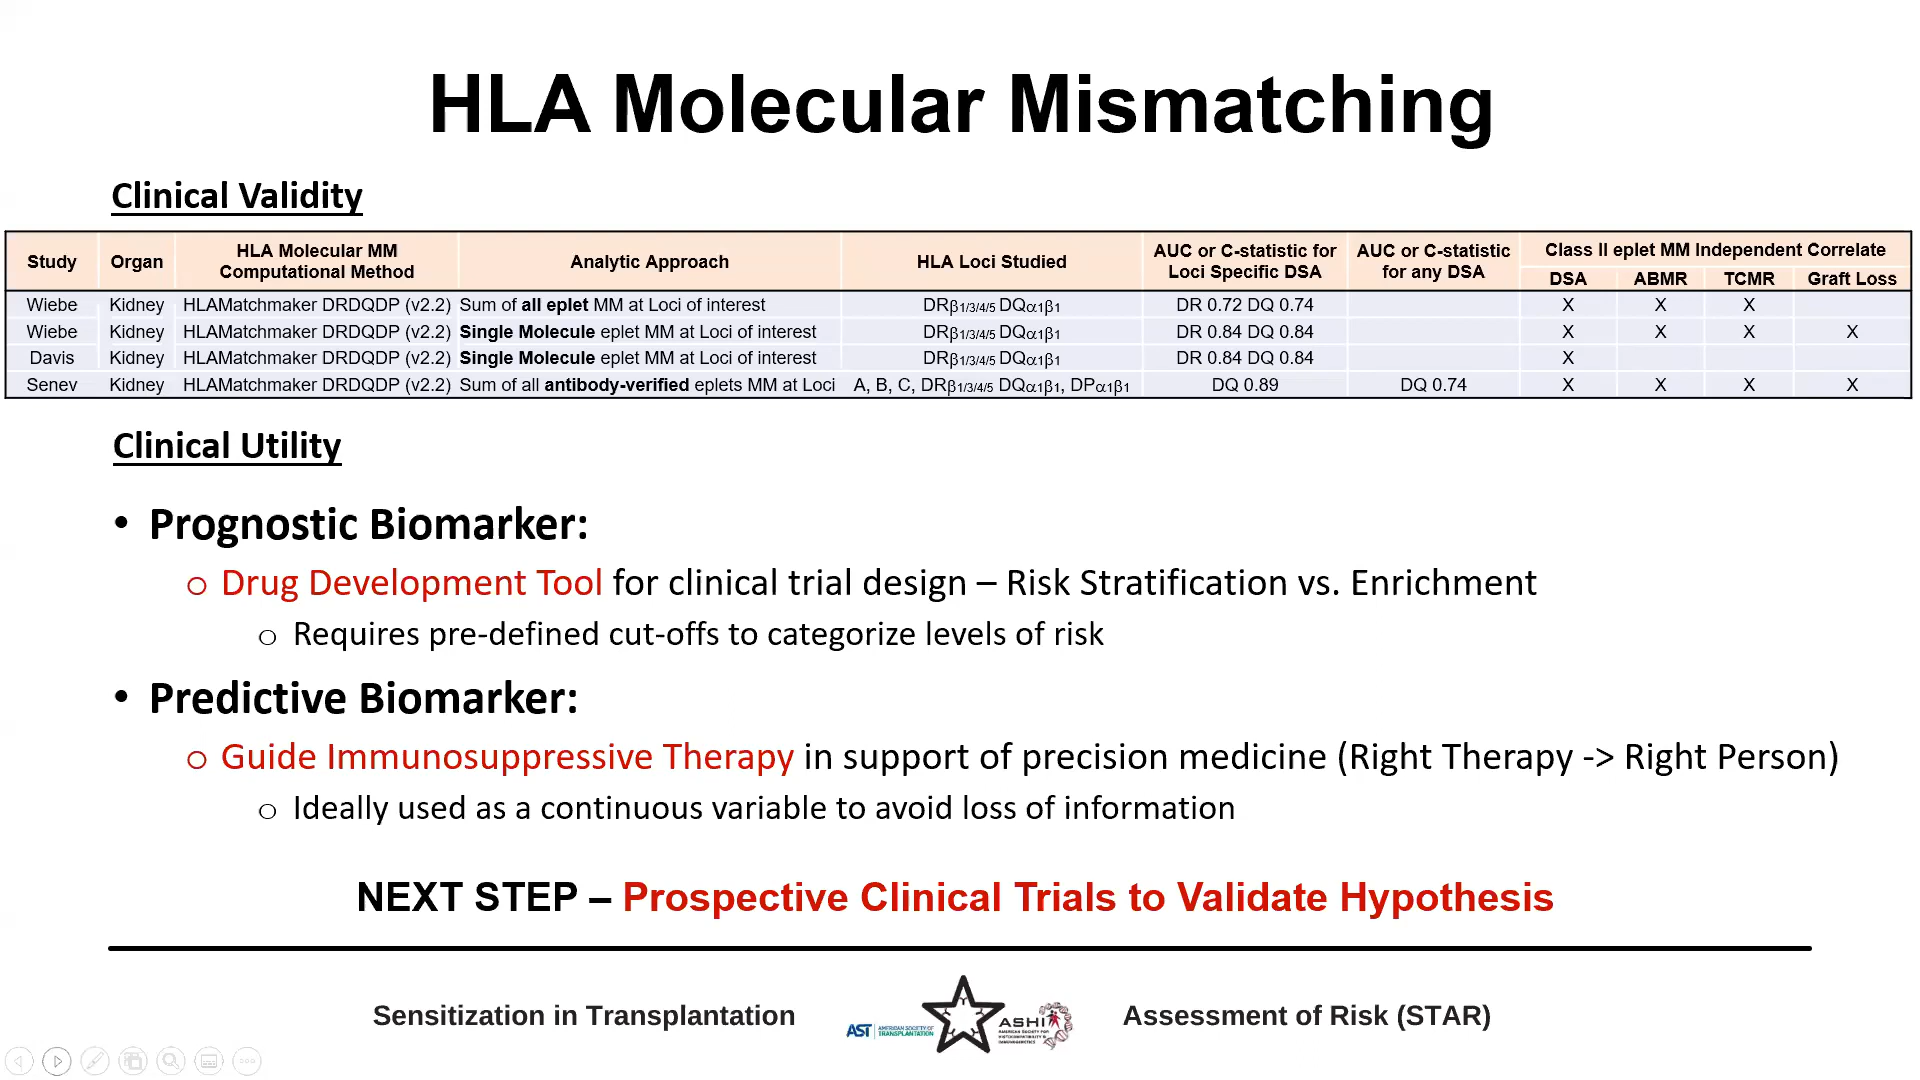 HLA Molecular Mismatching
Clinical Validity
Study Organ HLA Molecular MM Computational Method Analytic Approach HLA Loci Studied AUC or C-statistic for Loci Specific DSA AUC or C-statistic for any DSA Class II eplet MM Independent Correlate
DSA ABMR TCMR Graft Loss
Wiebe Kidney HLAMatchmaker DRDQDP (v2.2) Sum of all eplet MM at Loci of interest DRβ1/3/4/5 DQα1β1 DR 0.72 DQ 0.74 X X X
Wiebe Kidney HLAMatchmaker DRDQDP (v2.2) Single Molecule eplet MM at Loci of interest DRβ1/3/4/5 DQα1β1 DR 0.84 DQ 0.84 X X X X
Davis Kidney HLAMatchmaker DRDQDP (v2.2) Single Molecule eplet MM at Loci of interest DRβ1/3/4/5 DQα1β1 DR 0.84 DQ 0.84 X
Senev Kidney HLAMatchmaker DRDQDP (v2.2) Sum of all antibody-verified eplets MM at Loci A, B, C, DRβ1/3/4/5 DQα1β1, DPα1β1 DQ 0.89 DQ 0.74 X X X X
Clinical Utility
• Prognostic Biomarker:
o Drug Development Tool for clinical trial design – Risk Stratification vs. Enrichment
o Requires pre-defined cut-offs to categorize levels of risk
• Predictive Biomarker:
o Guide Immunosuppressive Therapy in support of precision medicine (Right Therapy -> Right Person)
o Ideally used as a continuous variable to avoid loss of information
NEXT STEP – Prospective Clinical Trials to Validate Hypothesis
Sensitization in Transplantation
AST AMERICAN SOCIETY OF TRANSPLANTATION
ASHI
AMERICAN SOCIETY FOR
HISTOCOMPATIBILITY &
IMMUNOGENETICS
Assessment of Risk (STAR)